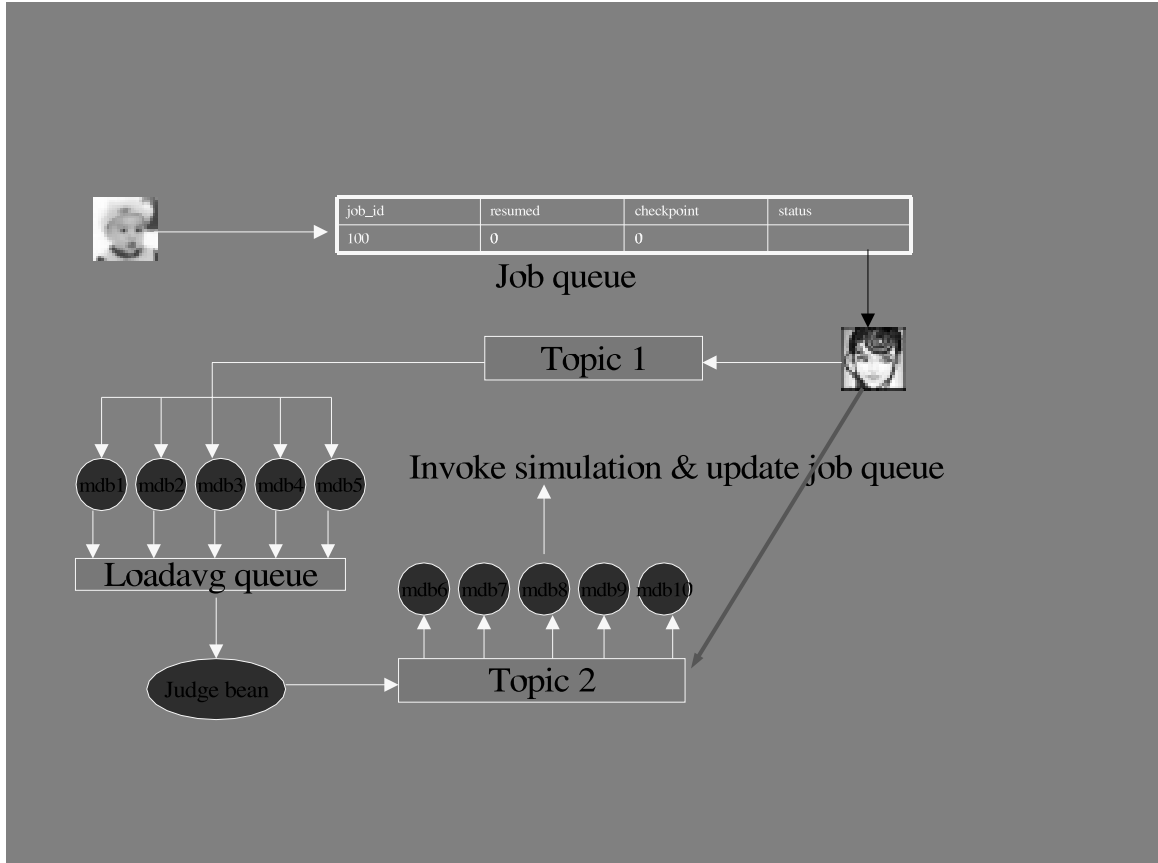 job_id resumed checkpoint status
100 0 0
Job queue
Topic 1
Invoke simulation & update job queue
mdb1 mdb2 mdb3 mdb4 mdb5
Loadavg queue
mdb6 mdb7 mdb8 mdb9 mdb10
Judge bean
Topic 2